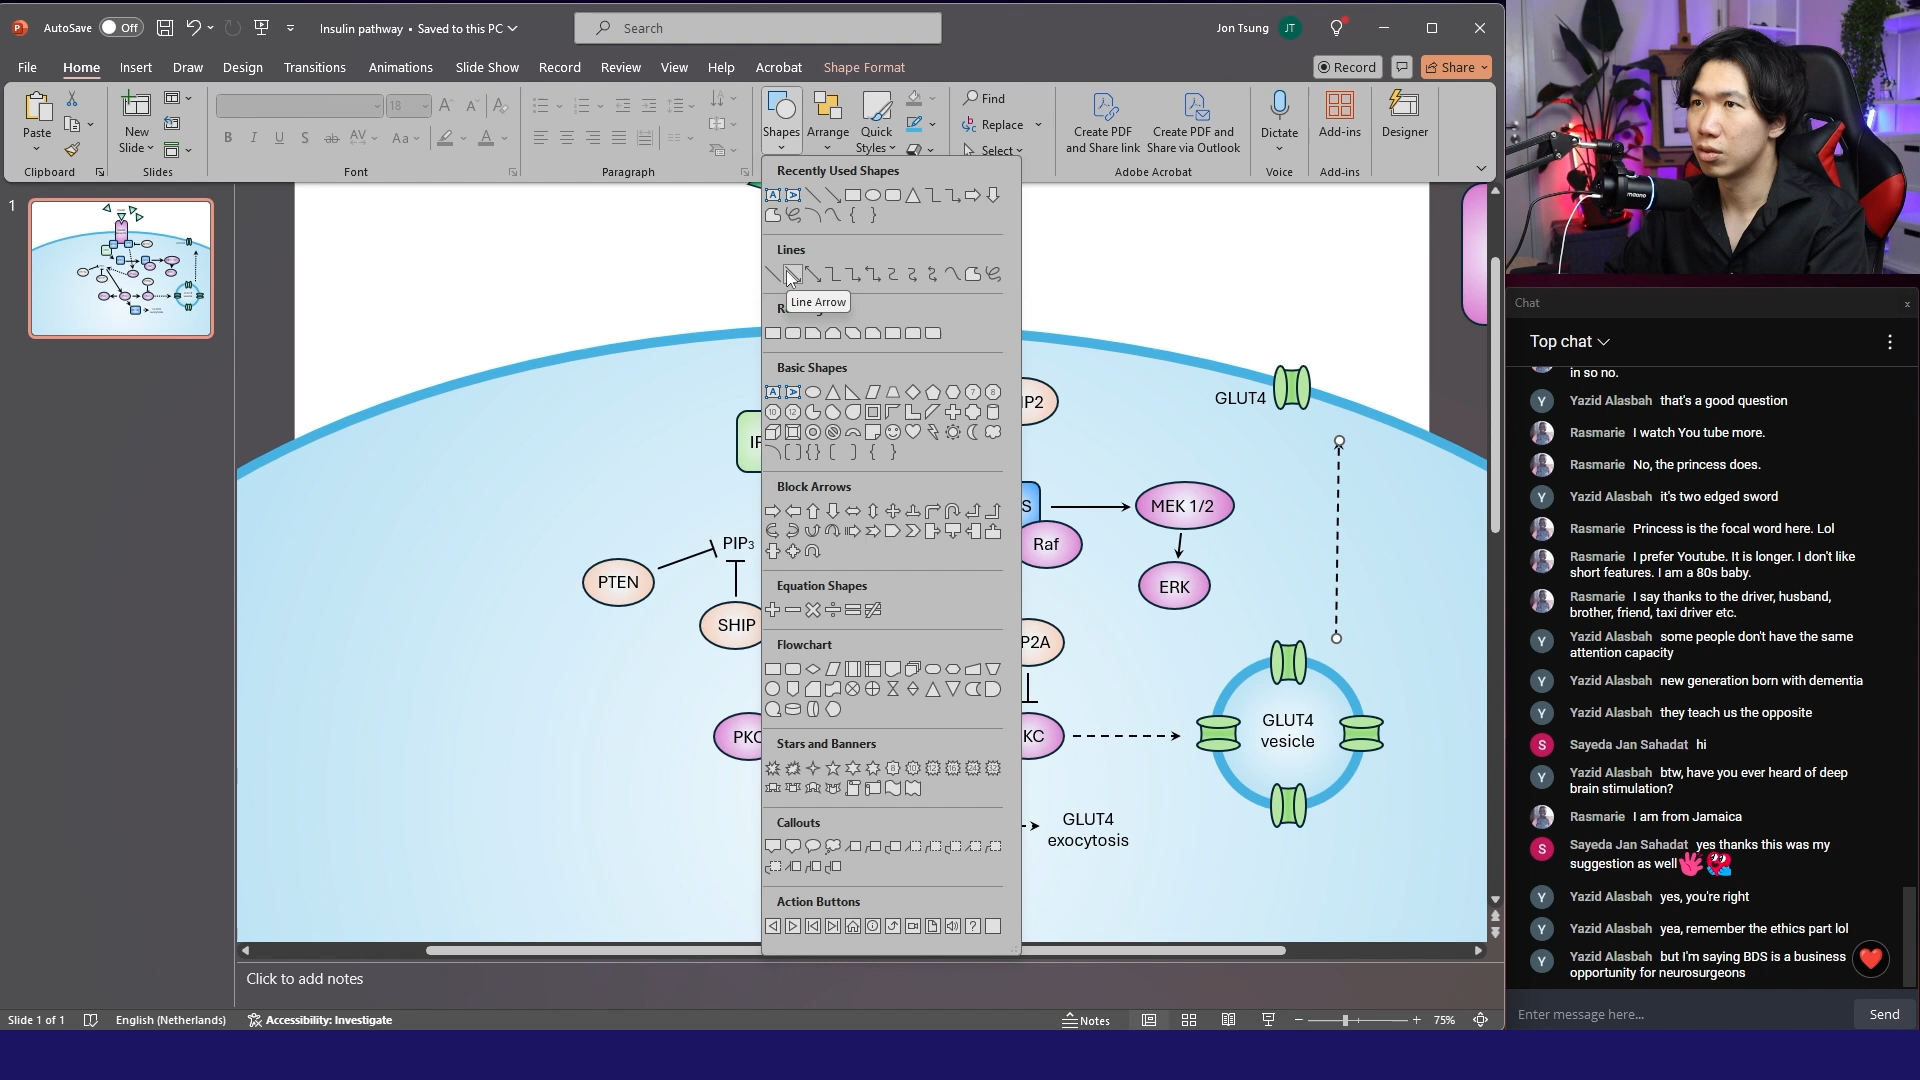 AutoSave Off
Insulin pathway • Saved to this PC
Search
Jon Tsung JT
File Home Insert Draw Design Transitions Animations Slide Show Record Review View Help Acrobat Shape Format
Record Share
Paste
New Slide
18
Shapes Arrange Quick Styles
Find
Replace
Select
Create PDF and Share link
Create PDF and Share via Outlook
Dictate
Add-ins
Designer
Clipboard Slides Font Paragraph Adobe Acrobat Voice Add-ins
Recently Used Shapes
Lines
Line Arrow
Basic Shapes
Block Arrows
Equation Shapes
Flowchart
Stars and Banners
Callouts
Action Buttons
1
GLUT4
MEK 1/2
Raf
ERK
PIP3
PTEN
SHIP
GLUT4 vesicle
GLUT4 exocytosis
Click to add notes
Slide 1 of 1
English (Netherlands)
Accessibility: Investigate
Notes
75%
Chat x
Top chat
in so no.
Y Yazid Alasbah that's a good question
Rasmarie I watch You tube more.
Rasmarie No, the princess does.
Y Yazid Alasbah it's two edged sword
Rasmarie Princess is the focal word here. Lol
Rasmarie I prefer Youtube. It is longer. I don't like
short features. I am a 80s baby.
Rasmarie I say thanks to the driver, husband,
brother, friend, taxi driver etc.
Y Yazid Alasbah some people don't have the same
attention capacity
Y Yazid Alasbah new generation born with dementia
Y Yazid Alasbah they teach us the opposite
S Sayeda Jan Sahadat hi
Y Yazid Alasbah btw, have you ever heard of deep
brain stimulation?
Rasmarie I am from Jamaica
S Sayeda Jan Sahadat yes thanks this was my
suggestion as well
Y Yazid Alasbah yes, you're right
Y Yazid Alasbah yea, remember the ethics part lol
Y Yazid Alasbah but I'm saying BDS is a business
opportunity for neurosurgeons
Enter message here...
Send